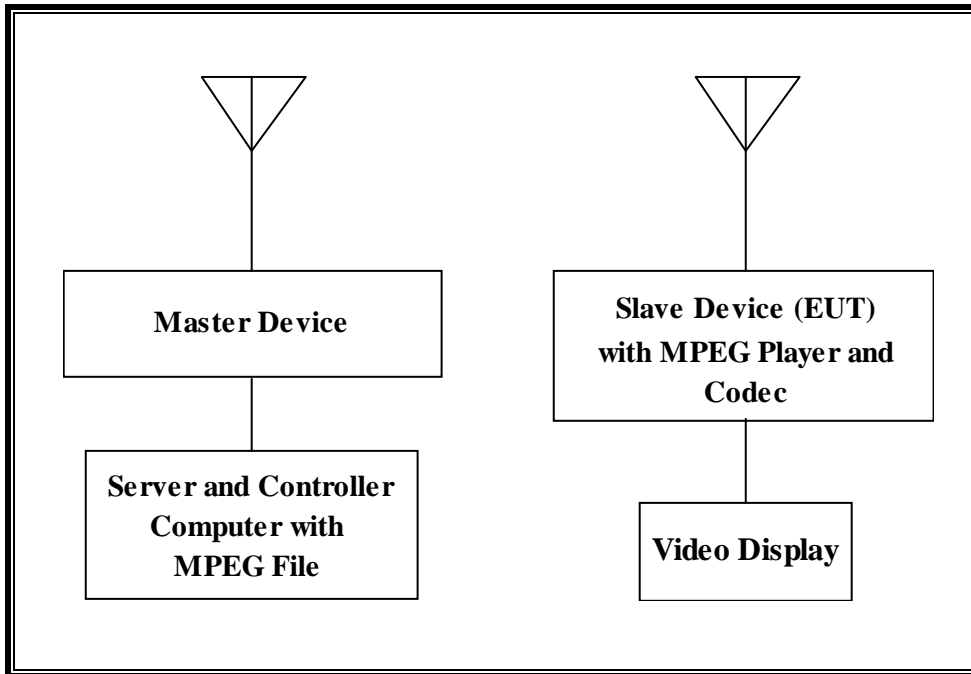 Master Device
Server and Controller
Computer with
MPEG File
Slave Device (EUT)
with MPEG Player and
Codec
Video Display